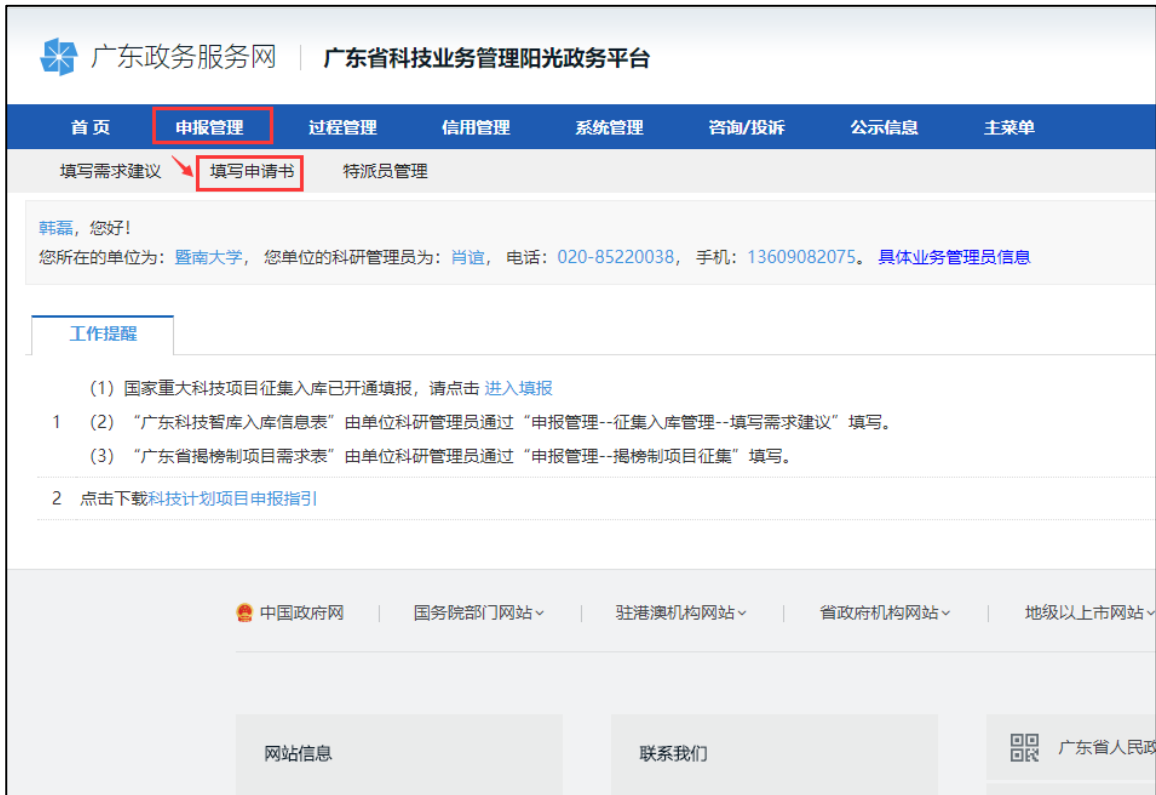 广东政务服务网 广东省科技业务管理阳光政务平台
首页 申报管理 过程管理 信用管理 系统管理 咨询/投诉 公示信息 主菜单
填写需求建议 填写申请书 特派员管理
韩磊，您好！
您所在的单位为：暨南大学， 您单位的科研管理员为：肖谊， 电话：020-85220038， 手机：13609082075。 具体业务管理员信息
工作提醒
（1）国家重大科技项目征集入库已开通填报，请点击 进入填报
1 （2）“广东科技智库入库信息表”由单位科研管理员通过“申报管理--征集入库管理--填写需求建议”填写。
（3）“广东省揭榜制项目需求表”由单位科研管理员通过“申报管理--揭榜制项目征集”填写。
2 点击下载科技计划项目申报指引
中国政府网 国务院部门网站 驻港澳机构网站 省政府机构网站 地级以上市网站
网站信息 联系我们 广东省人民政